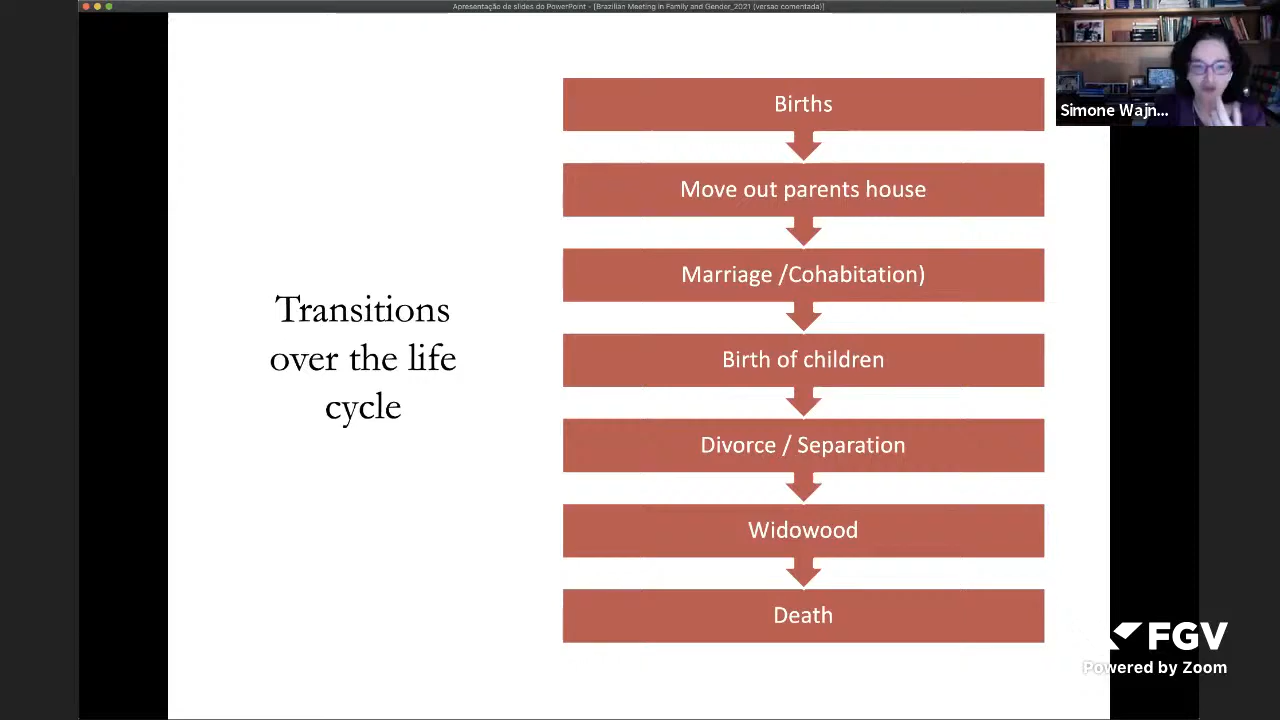 Apresentação de slides do PowerPoint - [Brazilian Meeting in Family and Gender_2021 (versao comentada)]
Simone Wajn...
Births
Move out parents house
Marriage /Cohabitation)
Transitions
over the life
cycle
Birth of children
Divorce / Separation
Widowood
Death
FGV
Powered by Zoom